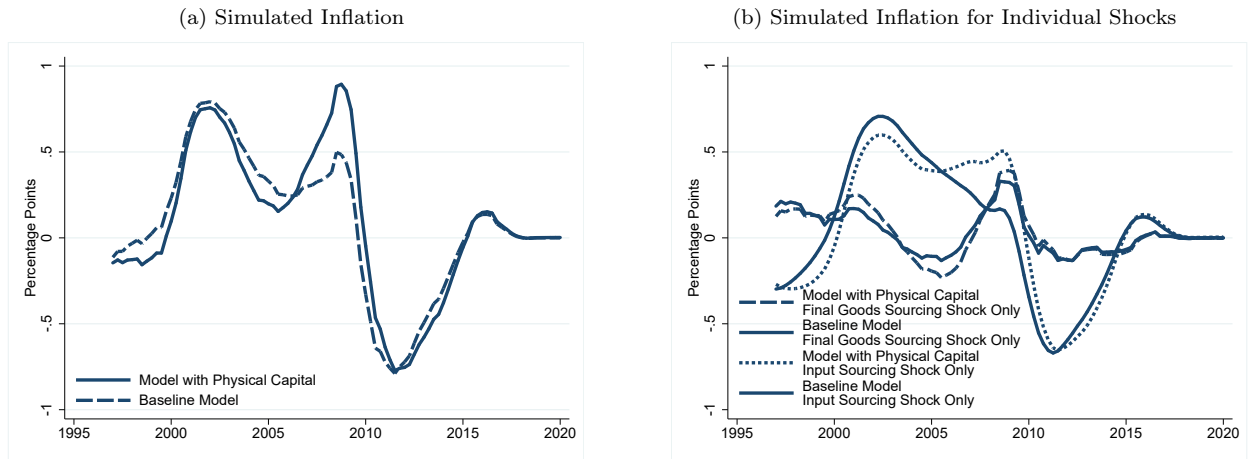 (a) Simulated Inflation
Percentage Points
1
.5
0
-.5
-1
Model with Physical Capital
Baseline Model
1995
2000
2005
2010
2015
2020
(b) Simulated Inflation for Individual Shocks
Percentage Points
1
.5
0
-.5
-1
Model with Physical Capital
Final Goods Sourcing Shock Only
Baseline Model
Final Goods Sourcing Shock Only
Model with Physical Capital
Input Sourcing Shock Only
Baseline Model
Input Sourcing Shock Only
1995
2000
2005
2010
2015
2020